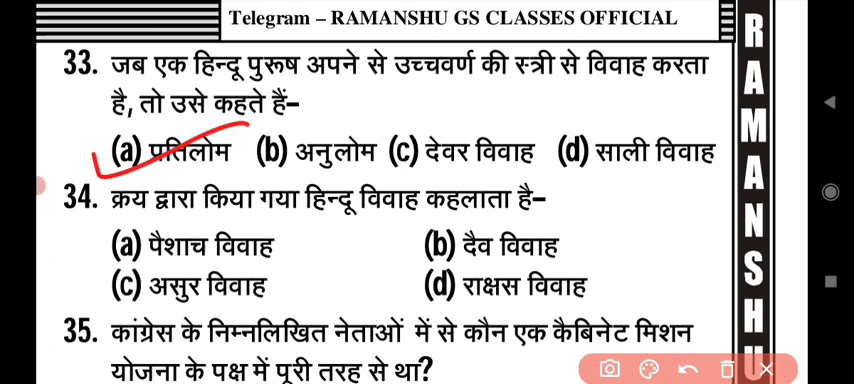 Telegram – RAMANSHU GS CLASSES OFFICIAL
33. जब एक हिन्दू पुरूष अपने से उच्चवर्ण की स्त्री से विवाह करता
है, तो उसे कहते हैं–
(a) प्रतिलोम (b) अनुलोम (c) देवर विवाह (d) साली विवाह
34. क्रय द्वारा किया गया हिन्दू विवाह कहलाता है–
(a) पैशाच विवाह (b) दैव विवाह
(c) असुर विवाह (d) राक्षस विवाह
35. कांग्रेस के निम्नलिखित नेताओं में से कौन एक कैबिनेट मिशन
योजना के पक्ष में पूरी तरह से था?
RAMANSHU